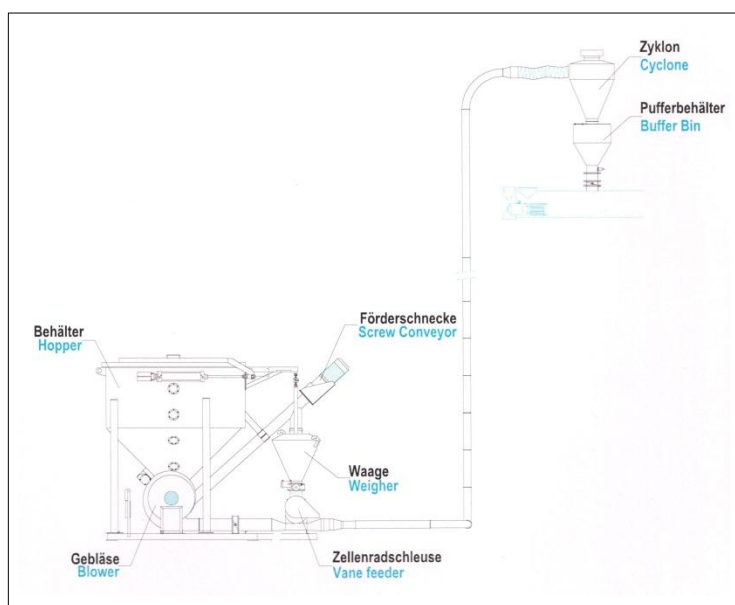 Zyklon
Cyclone
Pufferbehälter
Buffer Bin
Förderschnecke
Screw Conveyor
Behälter
Hopper
Waage
Weigher
Gebläse
Blower
Zellenradschleuse
Vane feeder